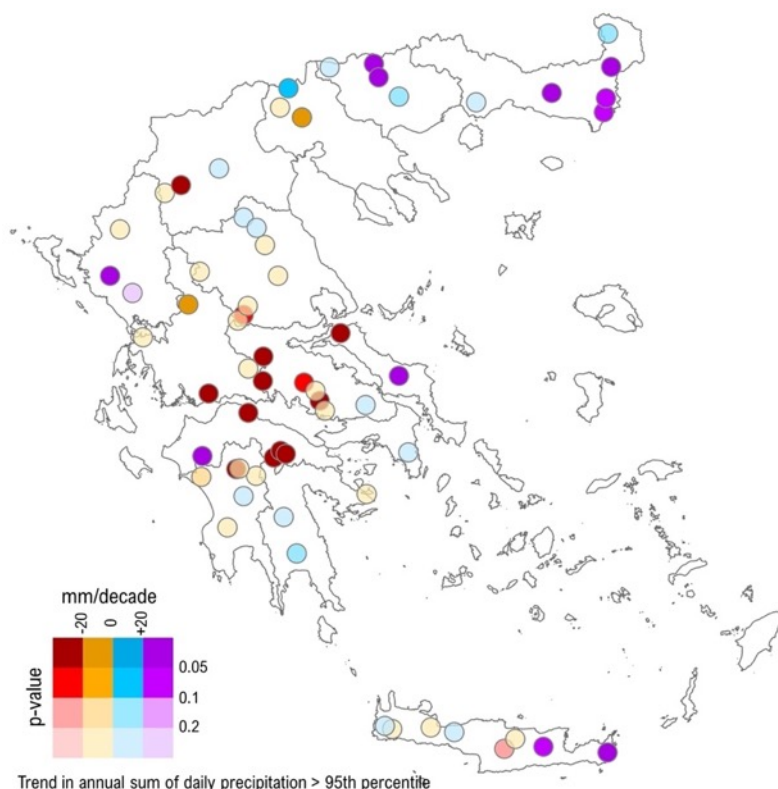 mm/decade
-20
0
+20
p-value
0.05
0.1
0.2
Trend in annual sum of daily precipitation > 95th percentile